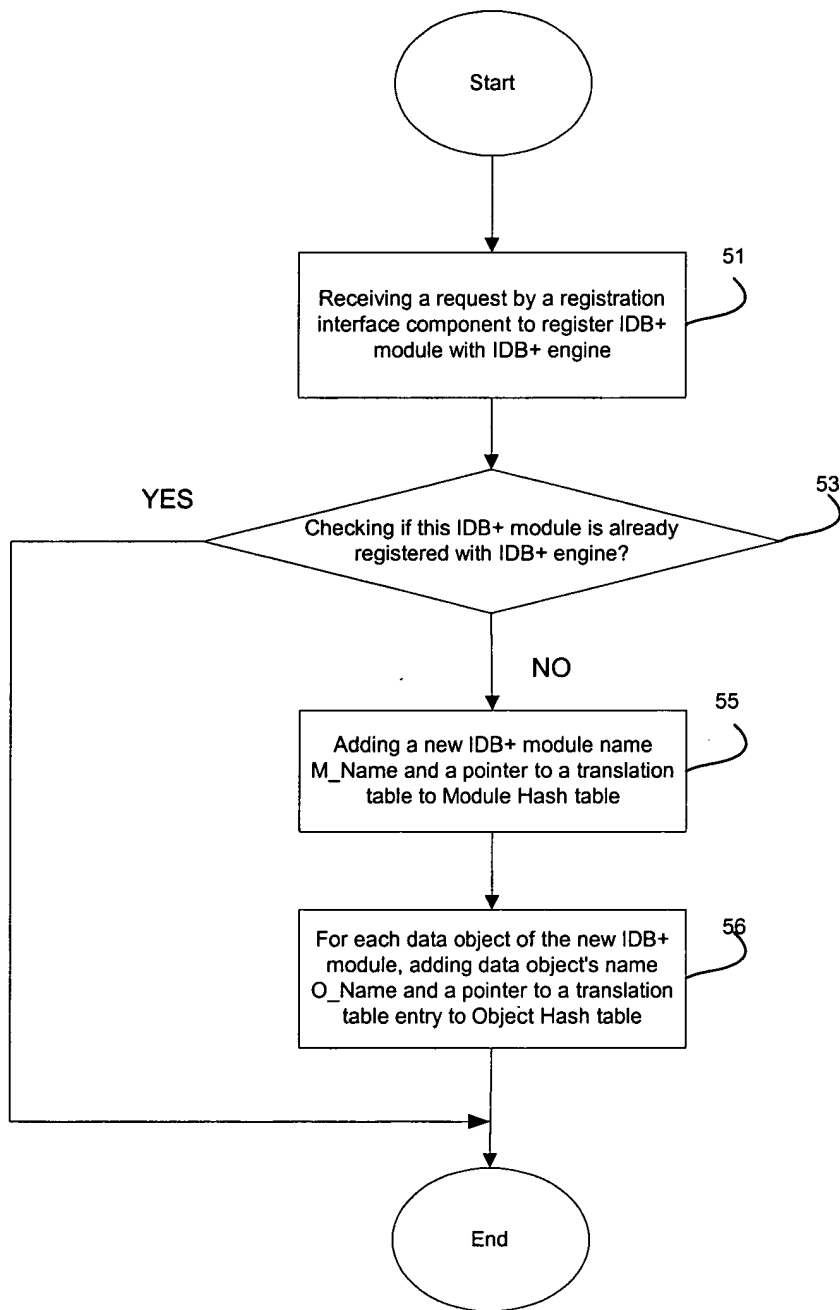 Start
51
Receiving a request by a registration
interface component to register IDB+
module with IDB+ engine
53
YES
Checking if this IDB+ module is already
registered with IDB+ engine?
NO
55
Adding a new IDB+ module name
M_Name and a pointer to a translation
table to Module Hash table
56
For each data object of the new IDB+
module, adding data object's name
O_Name and a pointer to a translation
table entry to Object Hash table
End